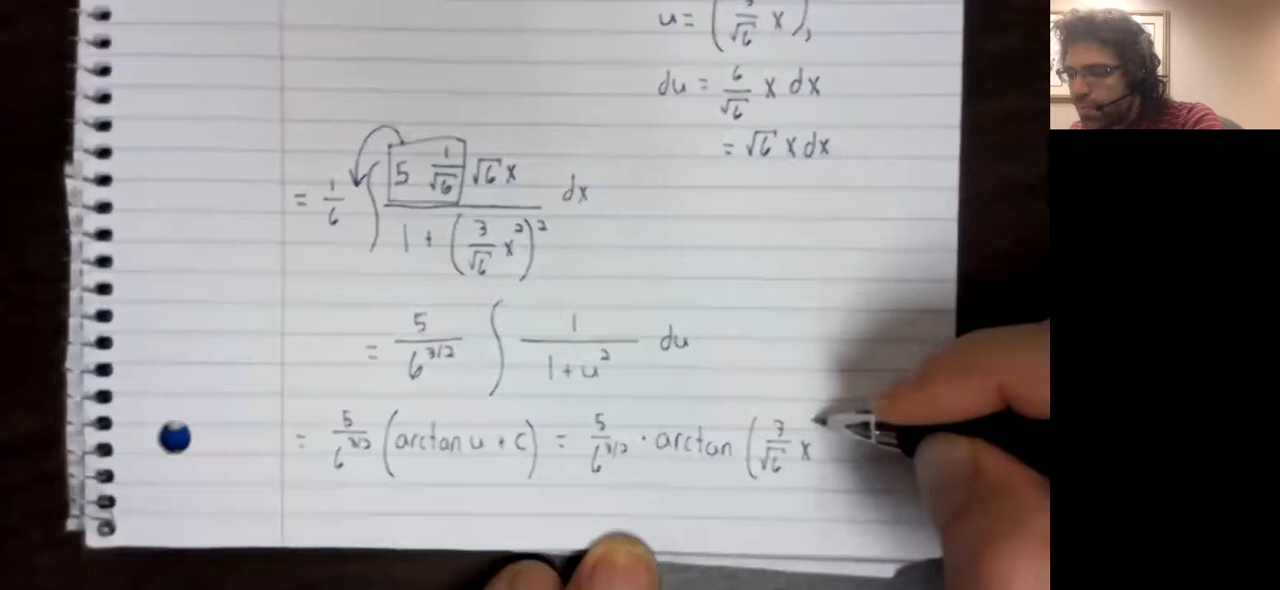 u = (3/√6 x),
du = 6/√6 x dx
= √6 x dx
= 1/6 ∫ (5 1/√6 √6 x)/(1 + (3/√6 x²)²) dx
= 5/6^(3/2) ∫ 1/(1+u²) du
= 5/6^(3/2) (arctan u + c) = 5/6^(3/2) · arctan (3/√6 x